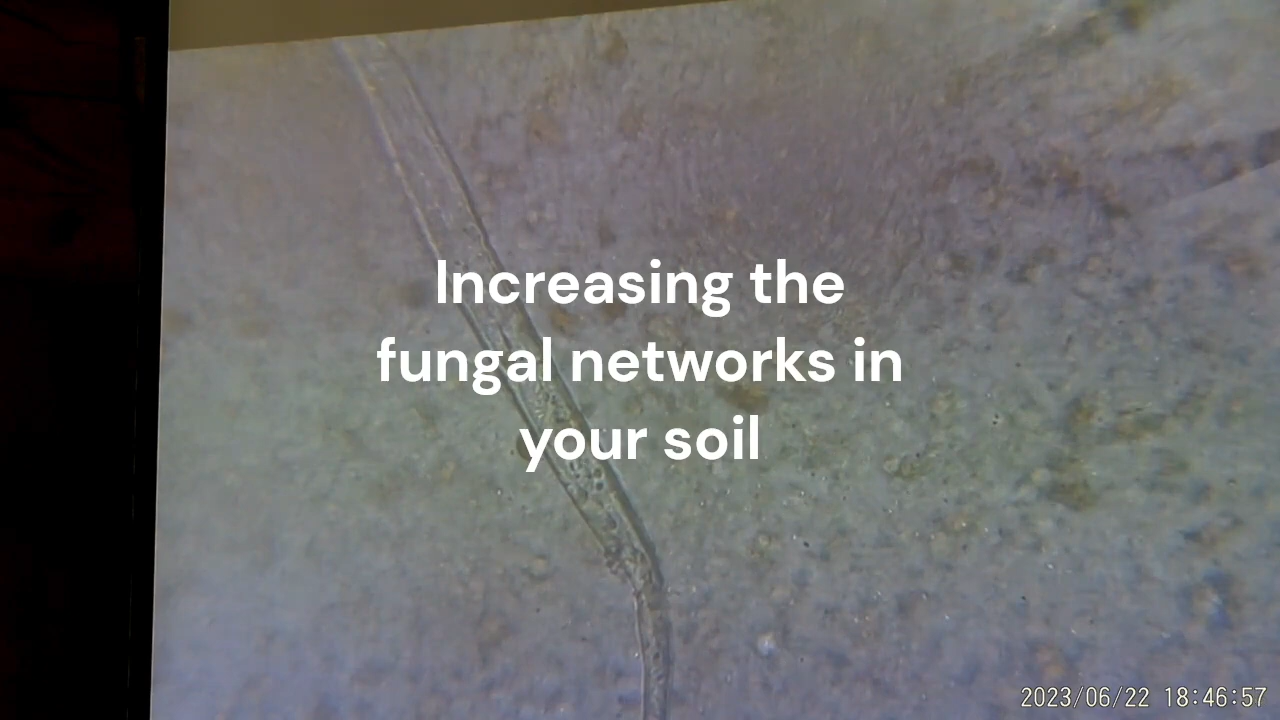 Increasing the
fungal networks in
your soil
2023/06/22 18:46:57